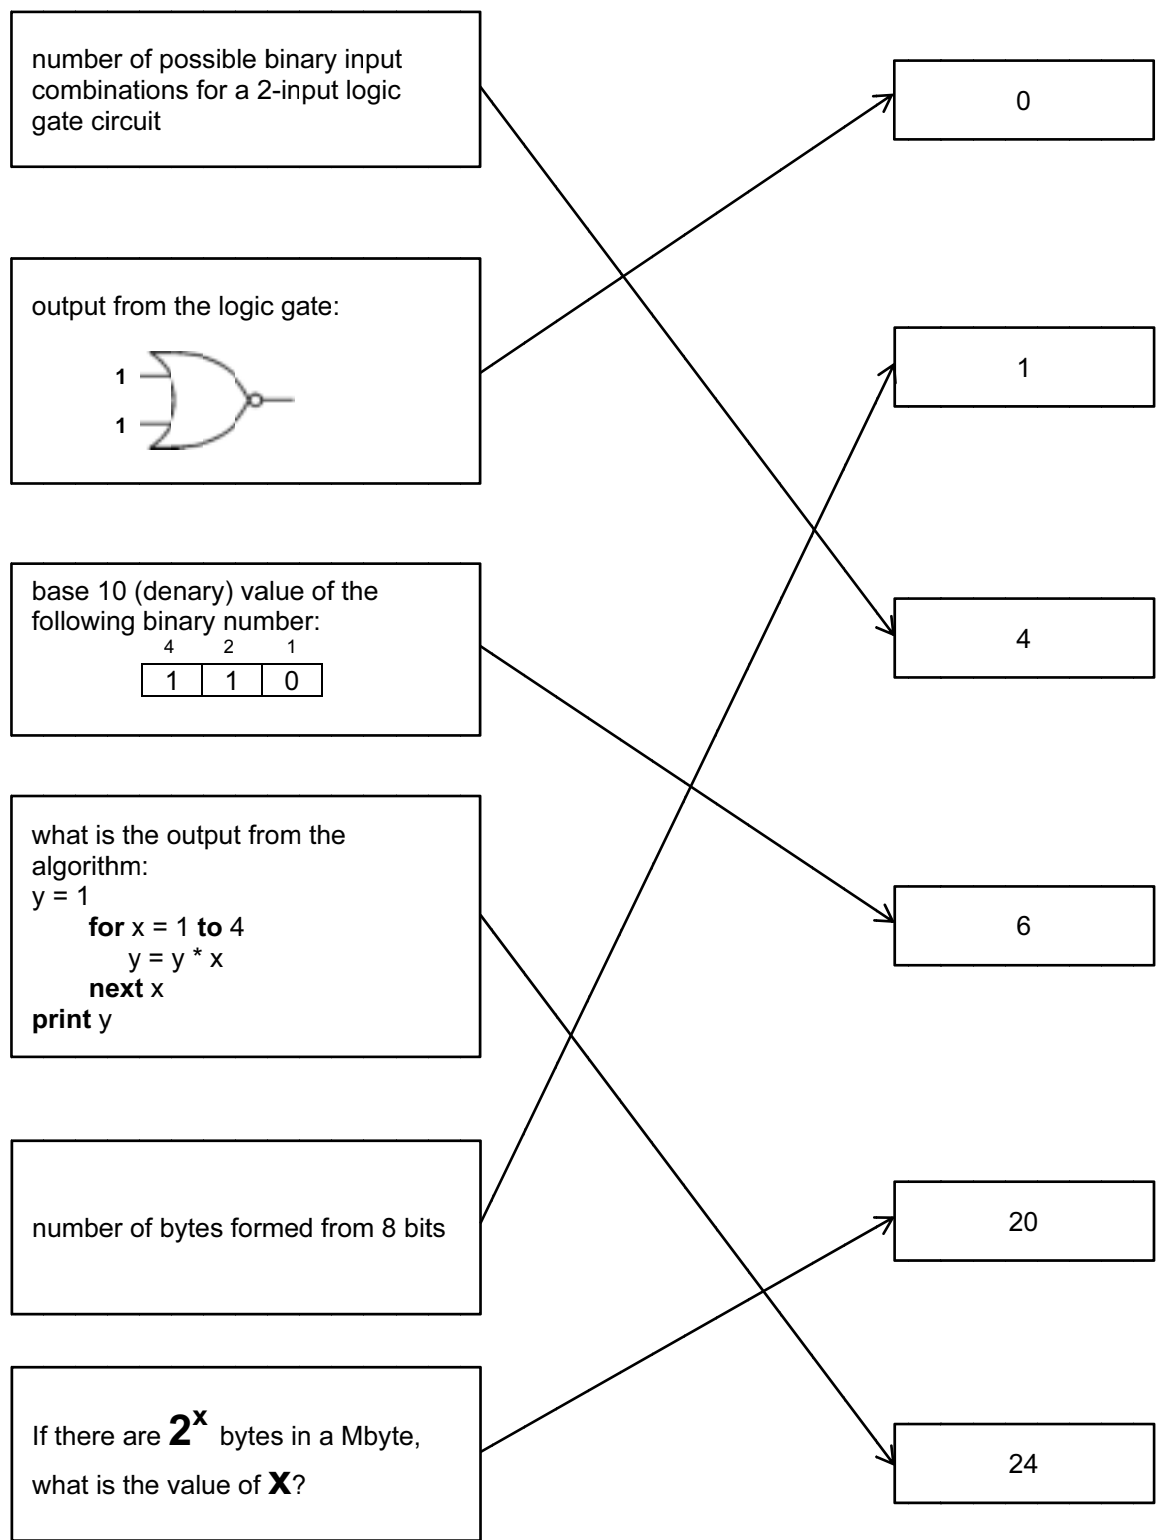 number of possible binary input
combinations for a 2-input logic
gate circuit
0
output from the logic gate:
1
1
1
4
base 10 (denary) value of the
following binary number:
4 2 1
1 1 0
6
what is the output from the
algorithm:
y = 1
for x = 1 to 4
y = y * x
next x
print y
number of bytes formed from 8 bits
20
If there are 2^x bytes in a Mbyte,
what is the value of x?
24